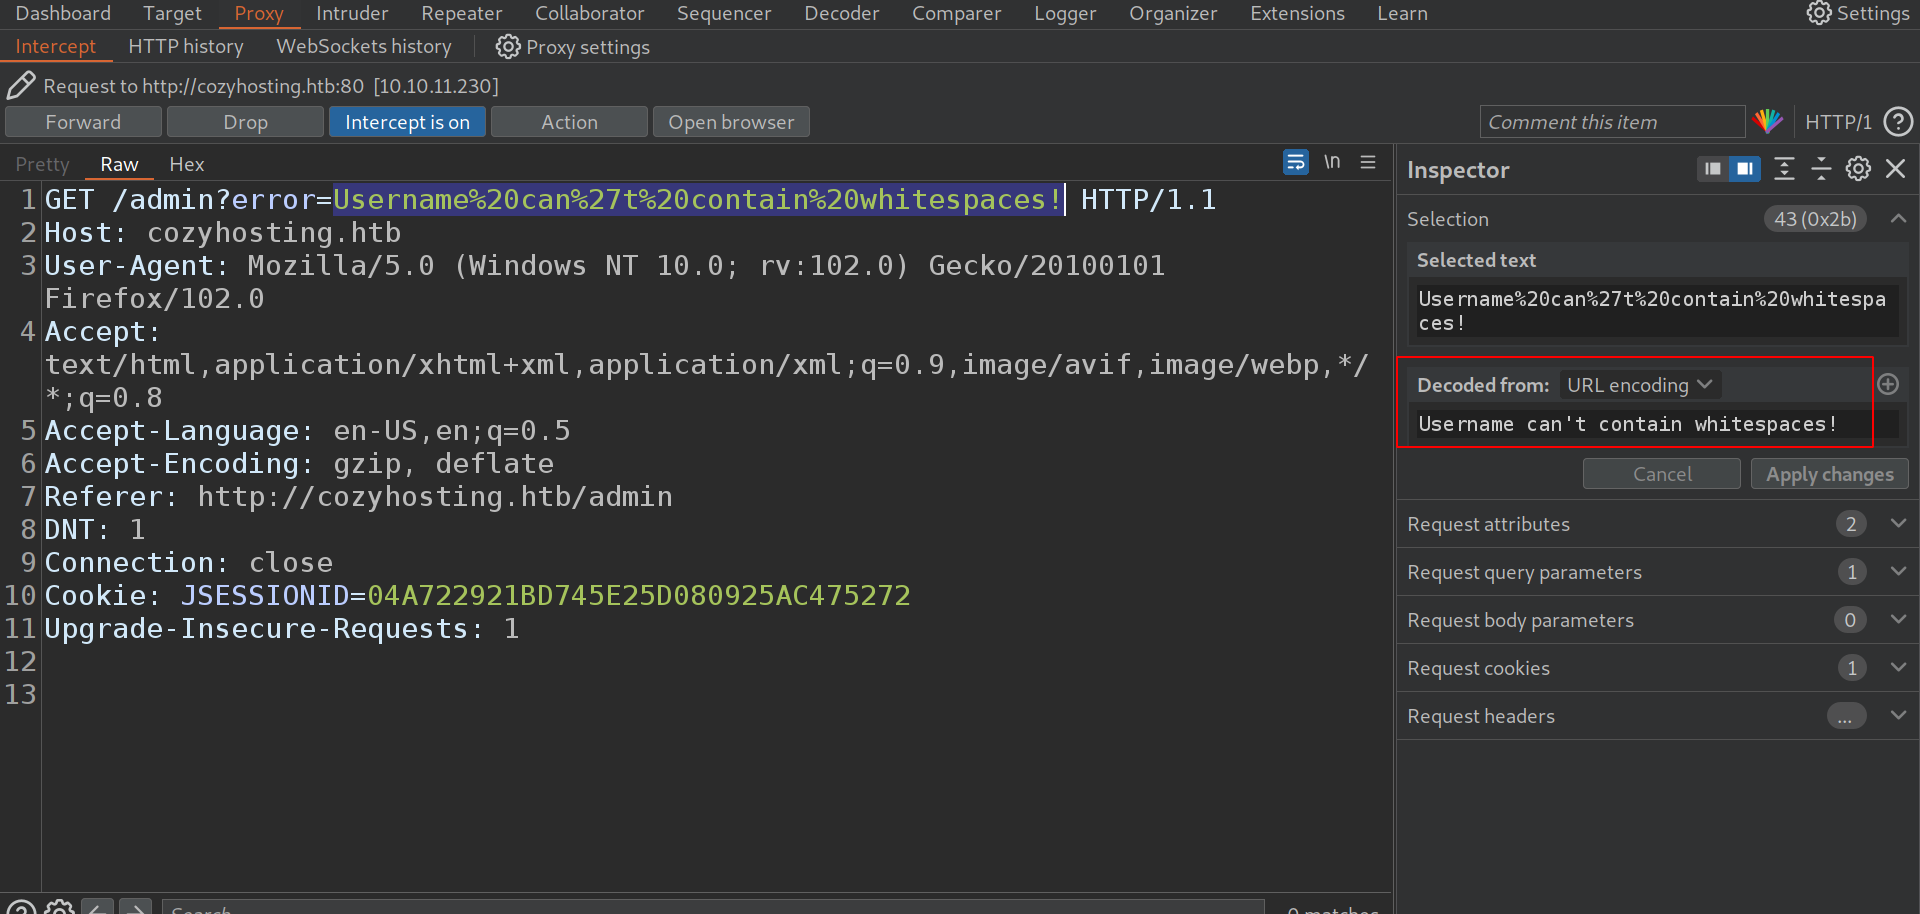 Dashboard Target Proxy Intruder Repeater Collaborator Sequencer Decoder Comparer Logger Organizer Extensions Learn Settings
Intercept HTTP history WebSockets history Proxy settings
Request to http://cozyhosting.htb:80 [10.10.11.230]
Forward Drop Intercept is on Action Open browser Comment this item HTTP/1 ?
Pretty Raw Hex \n
1 GET /admin?error=Username%20can%27t%20contain%20whitespaces! HTTP/1.1
2 Host: cozyhosting.htb
3 User-Agent: Mozilla/5.0 (Windows NT 10.0; rv:102.0) Gecko/20100101
Firefox/102.0
4 Accept:
text/html,application/xhtml+xml,application/xml;q=0.9,image/avif,image/webp,*/
*;q=0.8
5 Accept-Language: en-US,en;q=0.5
6 Accept-Encoding: gzip, deflate
7 Referer: http://cozyhosting.htb/admin
8 DNT: 1
9 Connection: close
10 Cookie: JSESSIONID=04A722921BD745E25D080925AC475272
11 Upgrade-Insecure-Requests: 1
12
13
Search... 0 matches
Inspector
Selection 43 (0x2b)
Selected text
Username%20can%27t%20contain%20whitespa
ces!
Decoded from: URL encoding
Username can't contain whitespaces!
Cancel Apply changes
Request attributes 2
Request query parameters 1
Request body parameters 0
Request cookies 1
Request headers ...